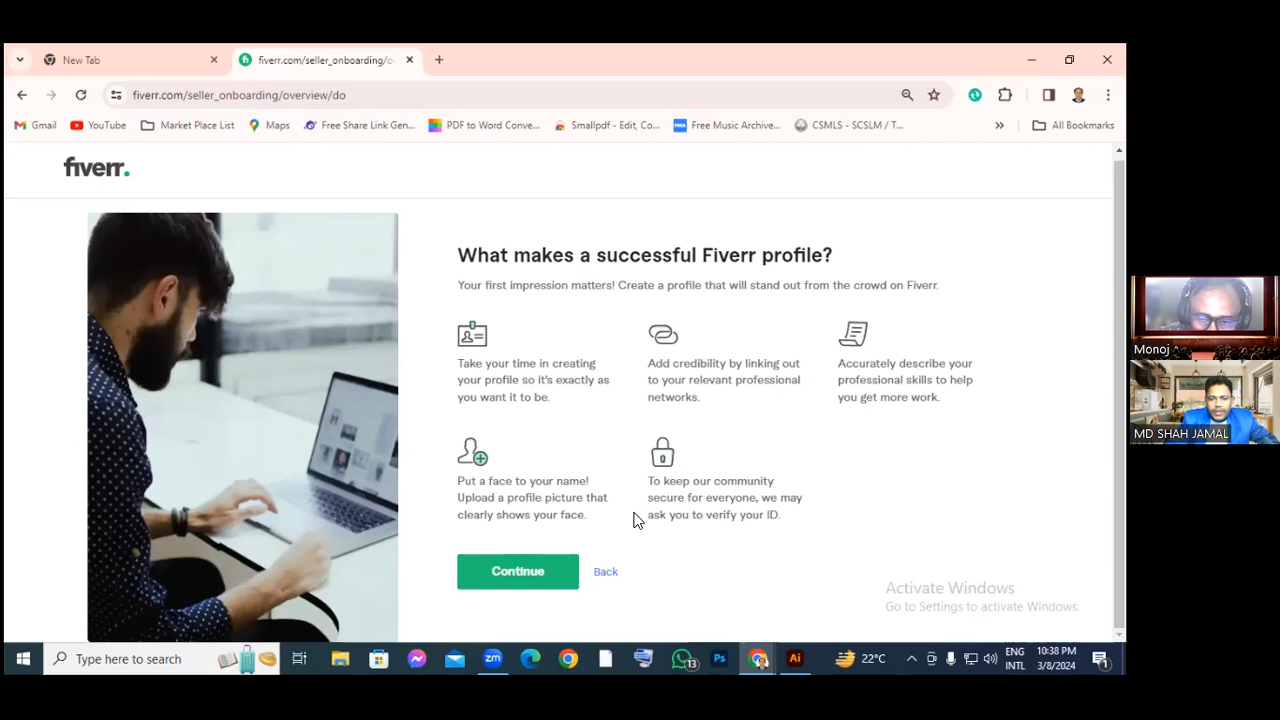 New Tab
fiverr.com/seller_onboarding/o
fiverr.com/seller_onboarding/overview/do
Gmail
YouTube
Market Place List
Maps
Free Share Link Gen...
PDF to Word Conve...
Smallpdf - Edit, Co...
Free Music Archive...
CSMLS - SCSLM / T...
All Bookmarks
fiverr.
What makes a successful Fiverr profile?
Your first impression matters! Create a profile that will stand out from the crowd on Fiverr.
Take your time in creating
your profile so it's exactly as
you want it to be.
Add credibility by linking out
to your relevant professional
networks.
Accurately describe your
professional skills to help
you get more work.
Put a face to your name!
Upload a profile picture that
clearly shows your face.
To keep our community
secure for everyone, we may
ask you to verify your ID.
Continue
Back
Activate Windows
Go to Settings to activate Windows.
Monoj
MD SHAH JAMAL
Type here to search
zm
13
Ps
Ai
22°C
ENG
INTL
10:38 PM
3/8/2024
1